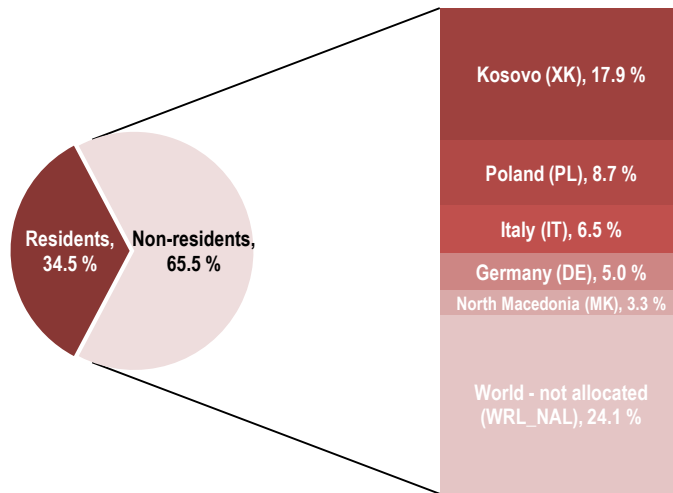 Residents,
34.5 %
Non-residents,
65.5 %
Kosovo (XK), 17.9 %
Poland (PL), 8.7 %
Italy (IT), 6.5 %
Germany (DE), 5.0 %
North Macedonia (MK), 3.3 %
World - not allocated
(WRL_NAL), 24.1 %